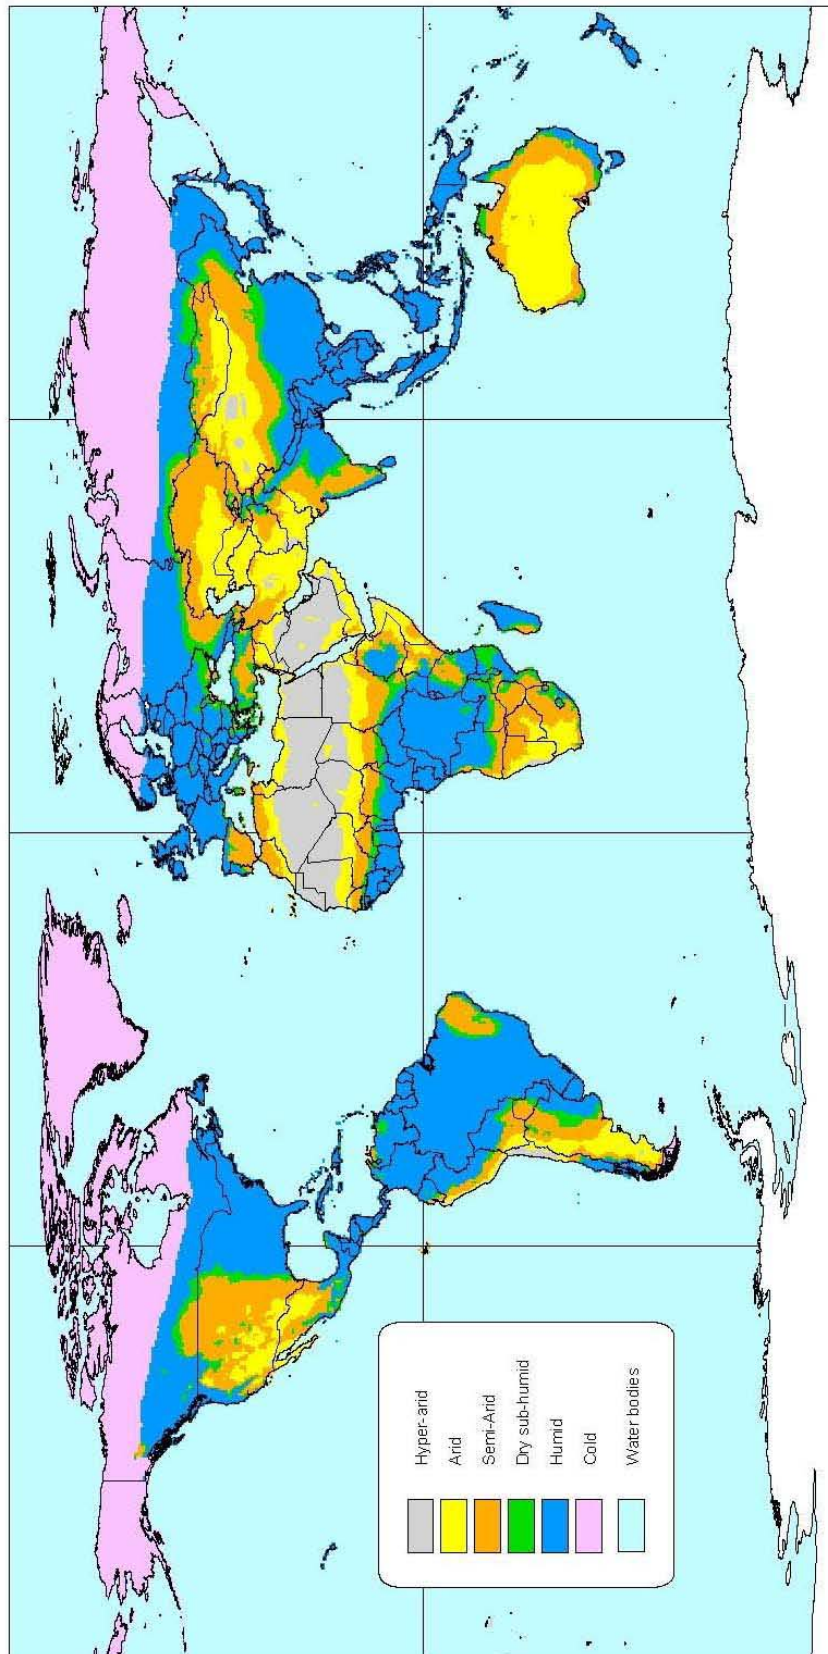 Hyper-arid
Arid
Semi-Arid
Dry sub-humid
Humid
Cold
Water bodies